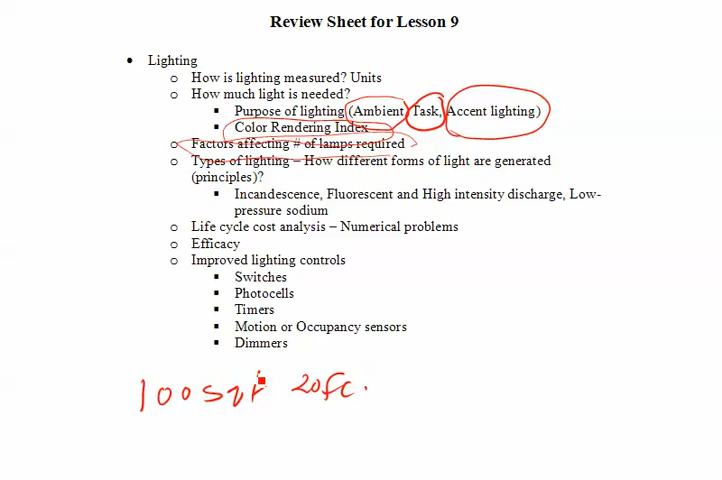 Review Sheet for Lesson 9
• Lighting
o How is lighting measured? Units
o How much light is needed?
▪ Purpose of lighting (Ambient, Task, Accent lighting)
▪ Color Rendering Index
o Factors affecting # of lamps required
o Types of lighting – How different forms of light are generated
(principles)?
▪ Incandescence, Fluorescent and High intensity discharge, Low-
pressure sodium
o Life cycle cost analysis – Numerical problems
o Efficacy
o Improved lighting controls
▪ Switches
▪ Photocells
▪ Timers
▪ Motion or Occupancy sensors
▪ Dimmers
100 sqft 20fc.